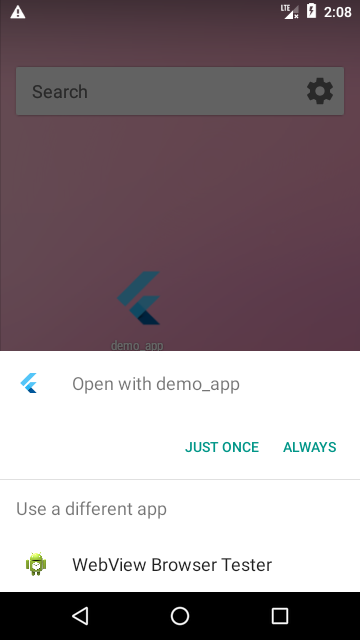 LTE 2:08
Search
demo_app
Open with demo_app
JUST ONCE ALWAYS
Use a different app
WebView Browser Tester